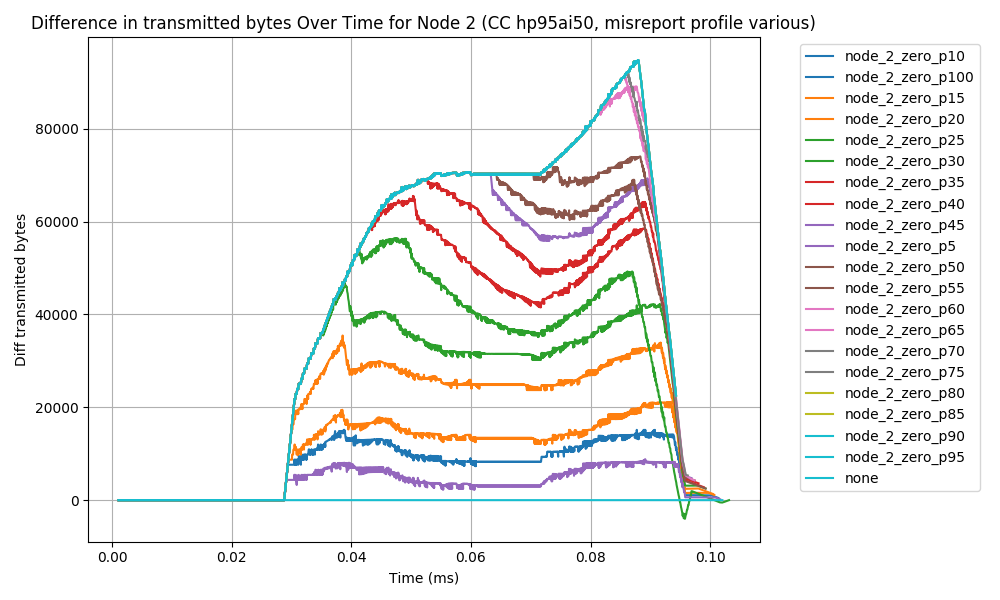 Difference in transmitted bytes Over Time for Node 2 (CC hp95ai50, misreport profile various)
Diff transmitted bytes
80000
60000
40000
20000
0
0.00
0.02
0.04
0.06
0.08
0.10
Time (ms)
node_2_zero_p10
node_2_zero_p100
node_2_zero_p15
node_2_zero_p20
node_2_zero_p25
node_2_zero_p30
node_2_zero_p35
node_2_zero_p40
node_2_zero_p45
node_2_zero_p5
node_2_zero_p50
node_2_zero_p55
node_2_zero_p60
node_2_zero_p65
node_2_zero_p70
node_2_zero_p75
node_2_zero_p80
node_2_zero_p85
node_2_zero_p90
node_2_zero_p95
none